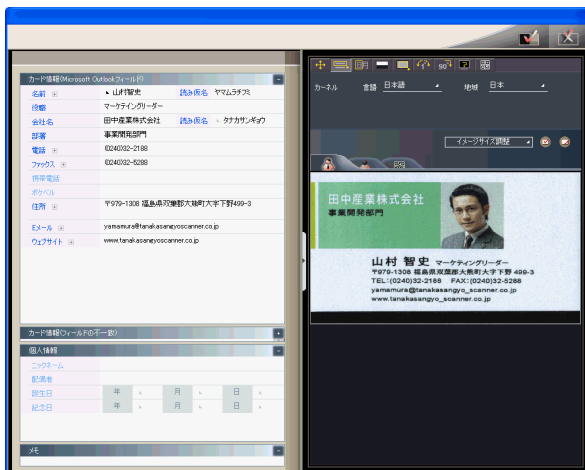 カード情報(Microsoft Outlookフィールド)
名前 山村智史 読み仮名 ヤマムラチフミ
役職 マーケティングリーダー
会社名 田中産業株式会社 読み仮名 タナカサンギョウ
部署 事業開発部門
電話 (0240)32-2188
ファックス (0240)32-5288
携帯電話
ポケベル
住所 〒979-1308 福島県双葉郡大熊町大字下野499-3
Eメール yamamura@tanakasangyoscanner.co.jp
ウェブサイト www.tanakasangyoscanner.co.jp
カード情報(フィールドの不一致)
個人情報
ニックネーム
配偶者
誕生日 年 月 日
記念日 年 月 日
メモ
90°
カーネル 言語 日本語 地域 日本
イメージサイズ調整
田中産業株式会社
事業開発部門
山村 智史 マーケティングリーダー
〒979-1308 福島県双葉郡大熊町大字下野 499-3
TEL:(0240)32-2188 FAX:(0240)32-5288
yamamura@tanakasangyo_scanner.co.jp
www.tanakasangyo_scanner.co.jp